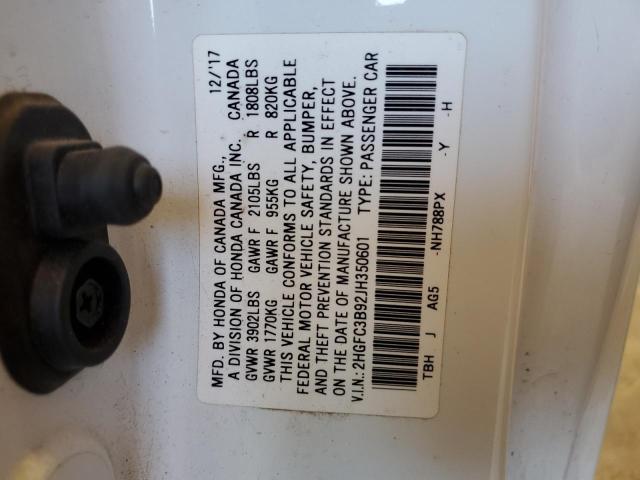 MFD. BY HONDA OF CANADA MFG., 12/'17
A DIVISION OF HONDA CANADA INC. CANADA
GVWR 3902LBS GAWR F 2105LBS R 1808LBS
GVWR 1770KG GAWR F 955KG R 820KG
THIS VEHICLE CONFORMS TO ALL APPLICABLE
FEDERAL MOTOR VEHICLE SAFETY, BUMPER,
AND THEFT PREVENTION STANDARDS IN EFFECT
ON THE DATE OF MANUFACTURE SHOWN ABOVE.
V.I.N.: 2HGFC3B92JH350601 TYPE: PASSENGER CAR
TBH J AG5 -NH788PX -Y -H